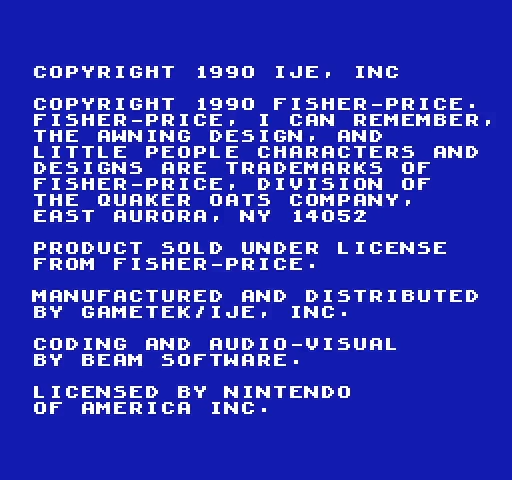 COPYRIGHT 1990 IJE, INC
COPYRIGHT 1990 FISHER-PRICE.
FISHER-PRICE, I CAN REMEMBER,
THE AWNING DESIGN, AND
LITTLE PEOPLE CHARACTERS AND
DESIGNS ARE TRADEMARKS OF
FISHER-PRICE, DIVISION OF
THE QUAKER OATS COMPANY,
EAST AURORA, NY 14052
PRODUCT SOLD UNDER LICENSE
FROM FISHER-PRICE.
MANUFACTURED AND DISTRIBUTED
BY GAMETEK/IJE, INC.
CODING AND AUDIO-VISUAL
BY BEAM SOFTWARE.
LICENSED BY NINTENDO
OF AMERICA INC.